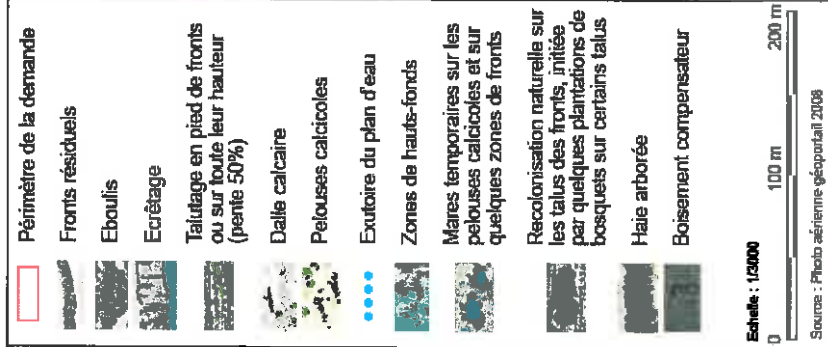 Périmètre de la demande
Fronts résiduels
Eboulis
Ecrêtage
Talutage en pied de fronts
ou sur toute leur hauteur
(pente 50%)
Dalle calcaire
Pelouses calcicoles
Exutoire du plan d'eau
Zones de hauts-fonds
Mares temporaires sur les
pelouses calcicoles et sur
quelques zones de fronts
Recolonisation naturelle sur
les talus des fronts, initiée
par quelques plantations de
bosquets sur certains talus
Haie arborée
Boisement compensateur
Echelle : 1/3000
0 100 m 200 m
Source : Photo aérienne géoportail 2008